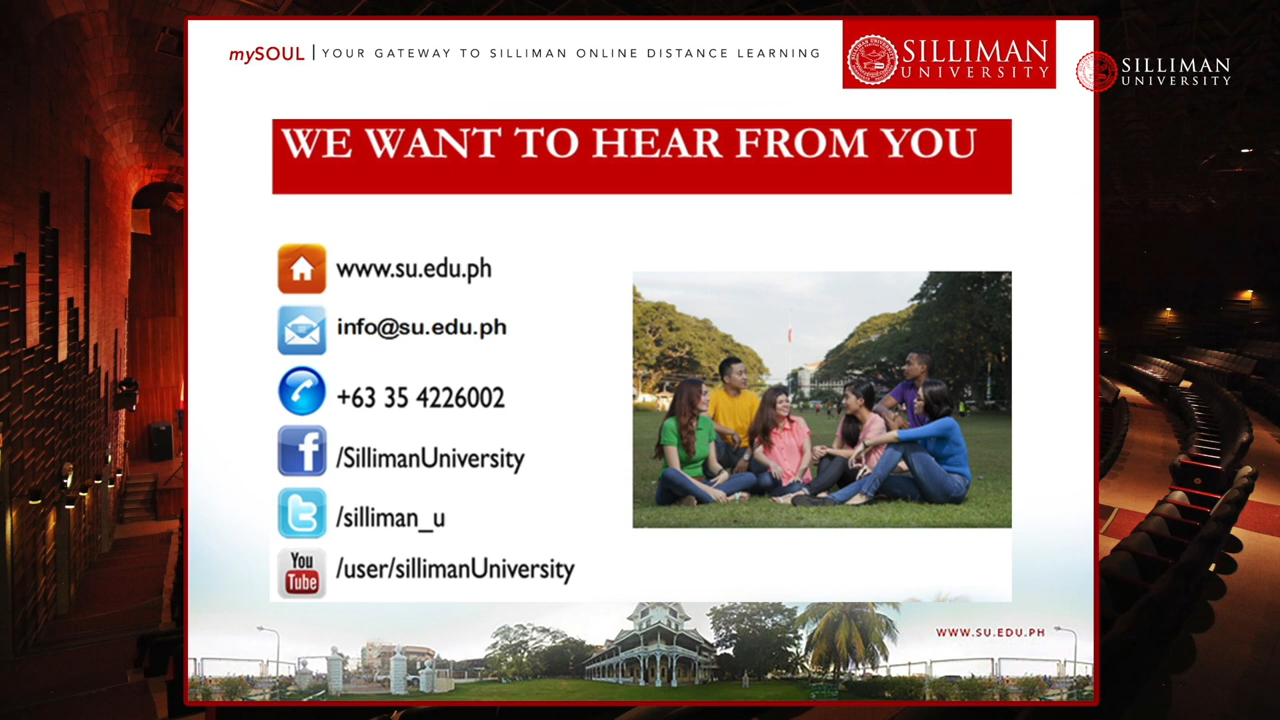 mySOUL | YOUR GATEWAY TO SILLIMAN ONLINE DISTANCE LEARNING
SILLIMAN
UNIVERSITY
SILLIMAN
UNIVERSITY
WE WANT TO HEAR FROM YOU
www.su.edu.ph
info@su.edu.ph
+63 35 4226002
f /SillimanUniversity
t /silliman_u
You
Tube
/user/sillimanUniversity
WWW.SU.EDU.PH